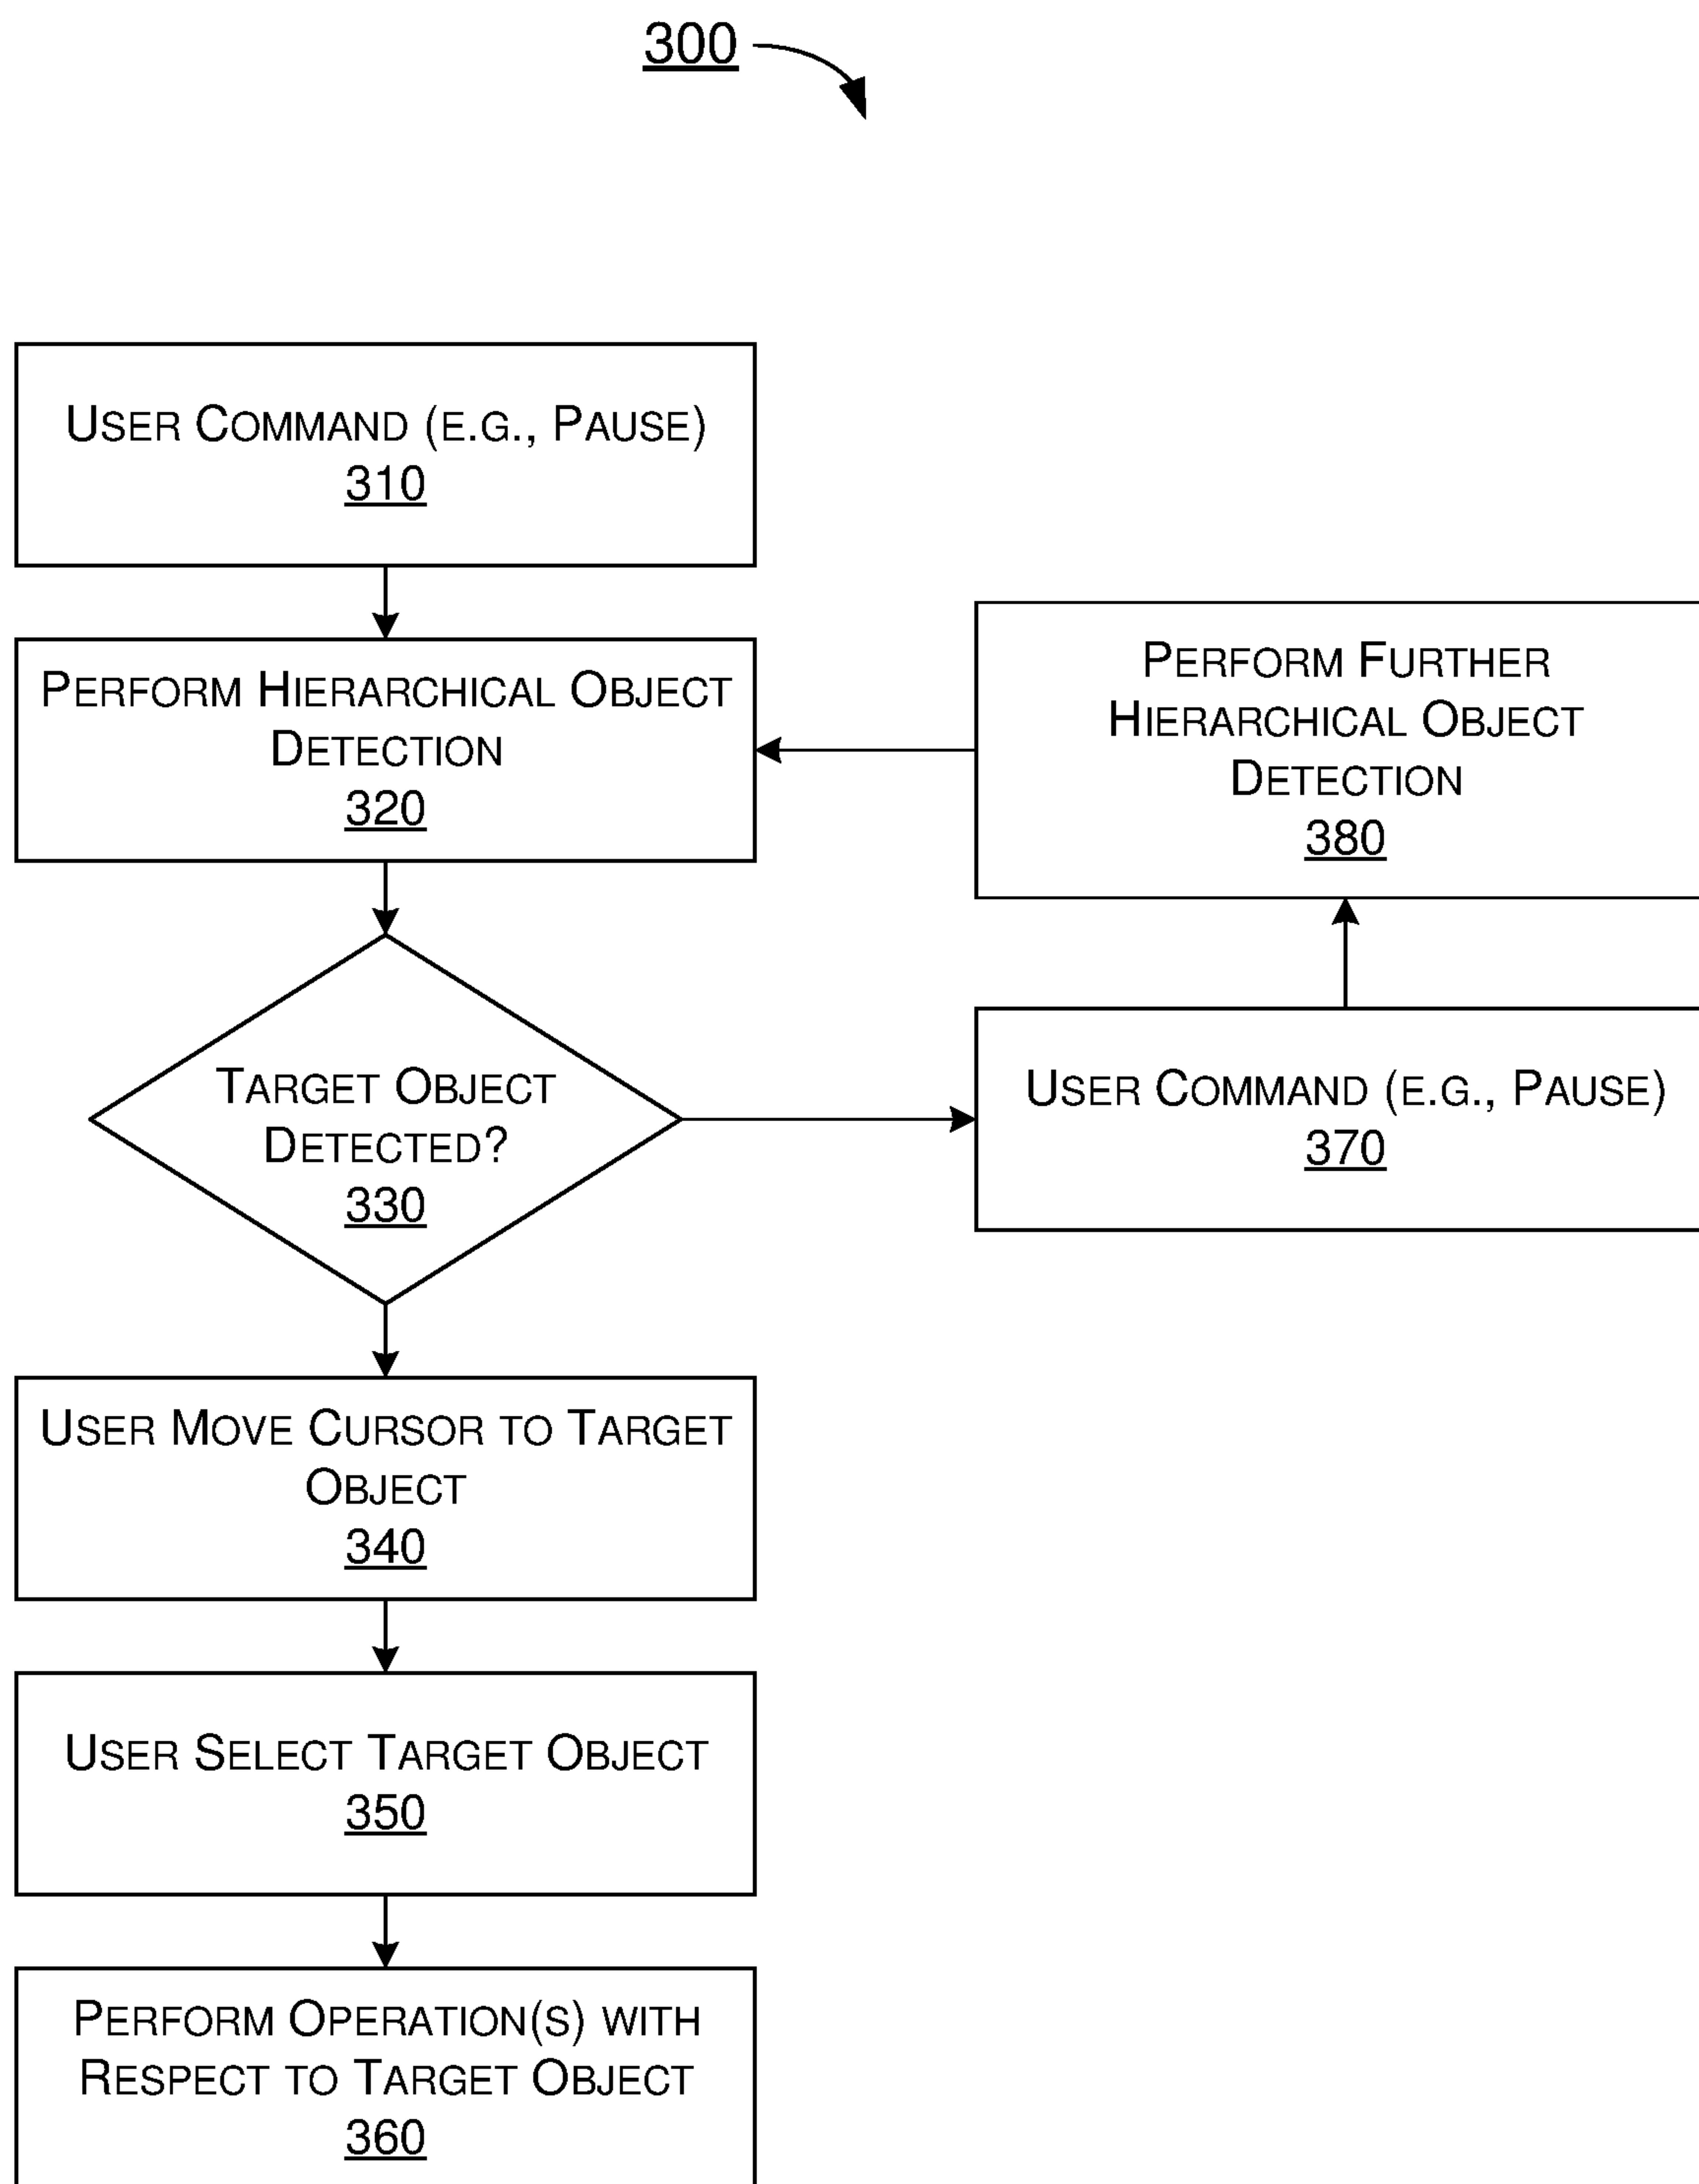 300
User Command (e.g., Pause)
310
Perform Hierarchical Object
Detection
320
Perform Further
Hierarchical Object
Detection
380
Target Object
Detected?
330
User Command (e.g., Pause)
370
User Move Cursor to Target
Object
340
User Select Target Object
350
Perform Operation(s) with
Respect to Target Object
360